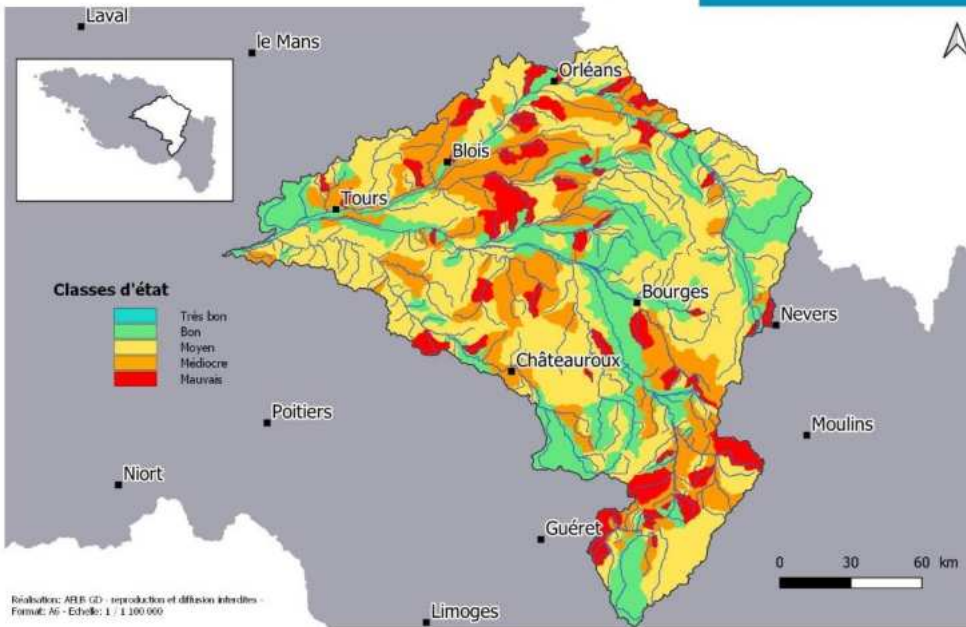 Laval
le Mans
Orléans
Blois
Tours
Classes d'état
Très bon
Bon
Moyen
Médiocre
Mauvais
Bourges
Nevers
Châteauroux
Poitiers
Moulins
Niort
Guéret
0 30 60 km
Limoges
Réalisation: AELB GD - reproduction et diffusion interdites -
Format: A6 - Echelle: 1 / 1 100 000